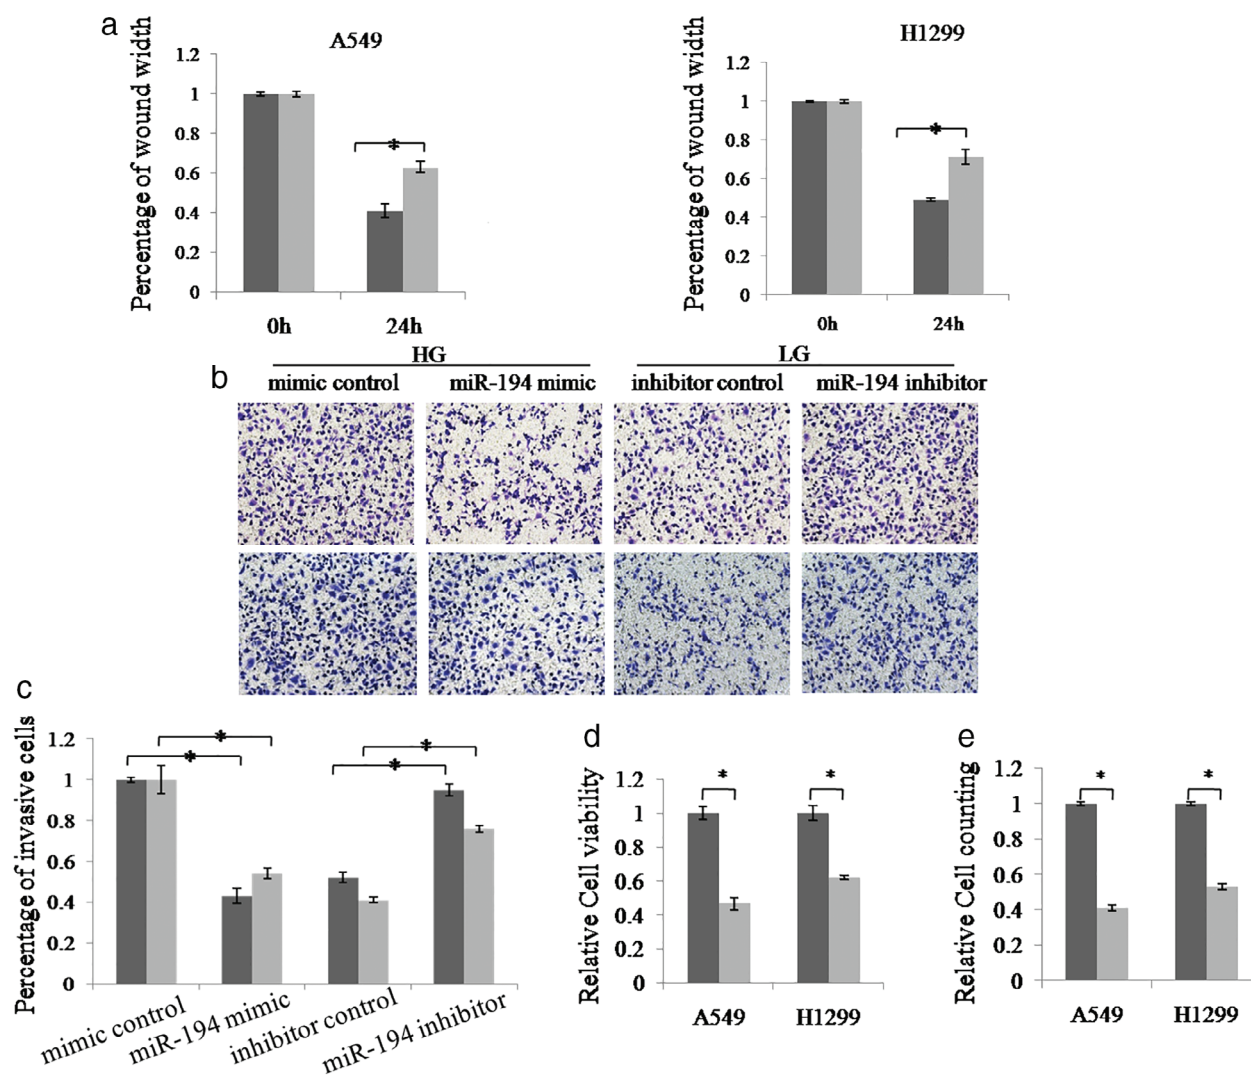 a
A549
Percentage of wound width
1.2
1
0.8
0.6
0.4
0.2
0
*
0h 24h
H1299
Percentage of wound width
1.2
1
0.8
0.6
0.4
0.2
0
*
0h 24h
b
HG LG
mimic control miR-194 mimic inhibitor control miR-194 inhibitor
c
Percentage of invasive cells
1.2
1
0.8
0.6
0.4
0.2
0
* * * *
mimic control
miR-194 mimic
inhibitor control
miR-194 inhibitor
d
Relative Cell viability
1.2
1
0.8
0.6
0.4
0.2
0
* *
A549 H1299
e
Relative Cell counting
1.2
1
0.8
0.6
0.4
0.2
0
* *
A549 H1299